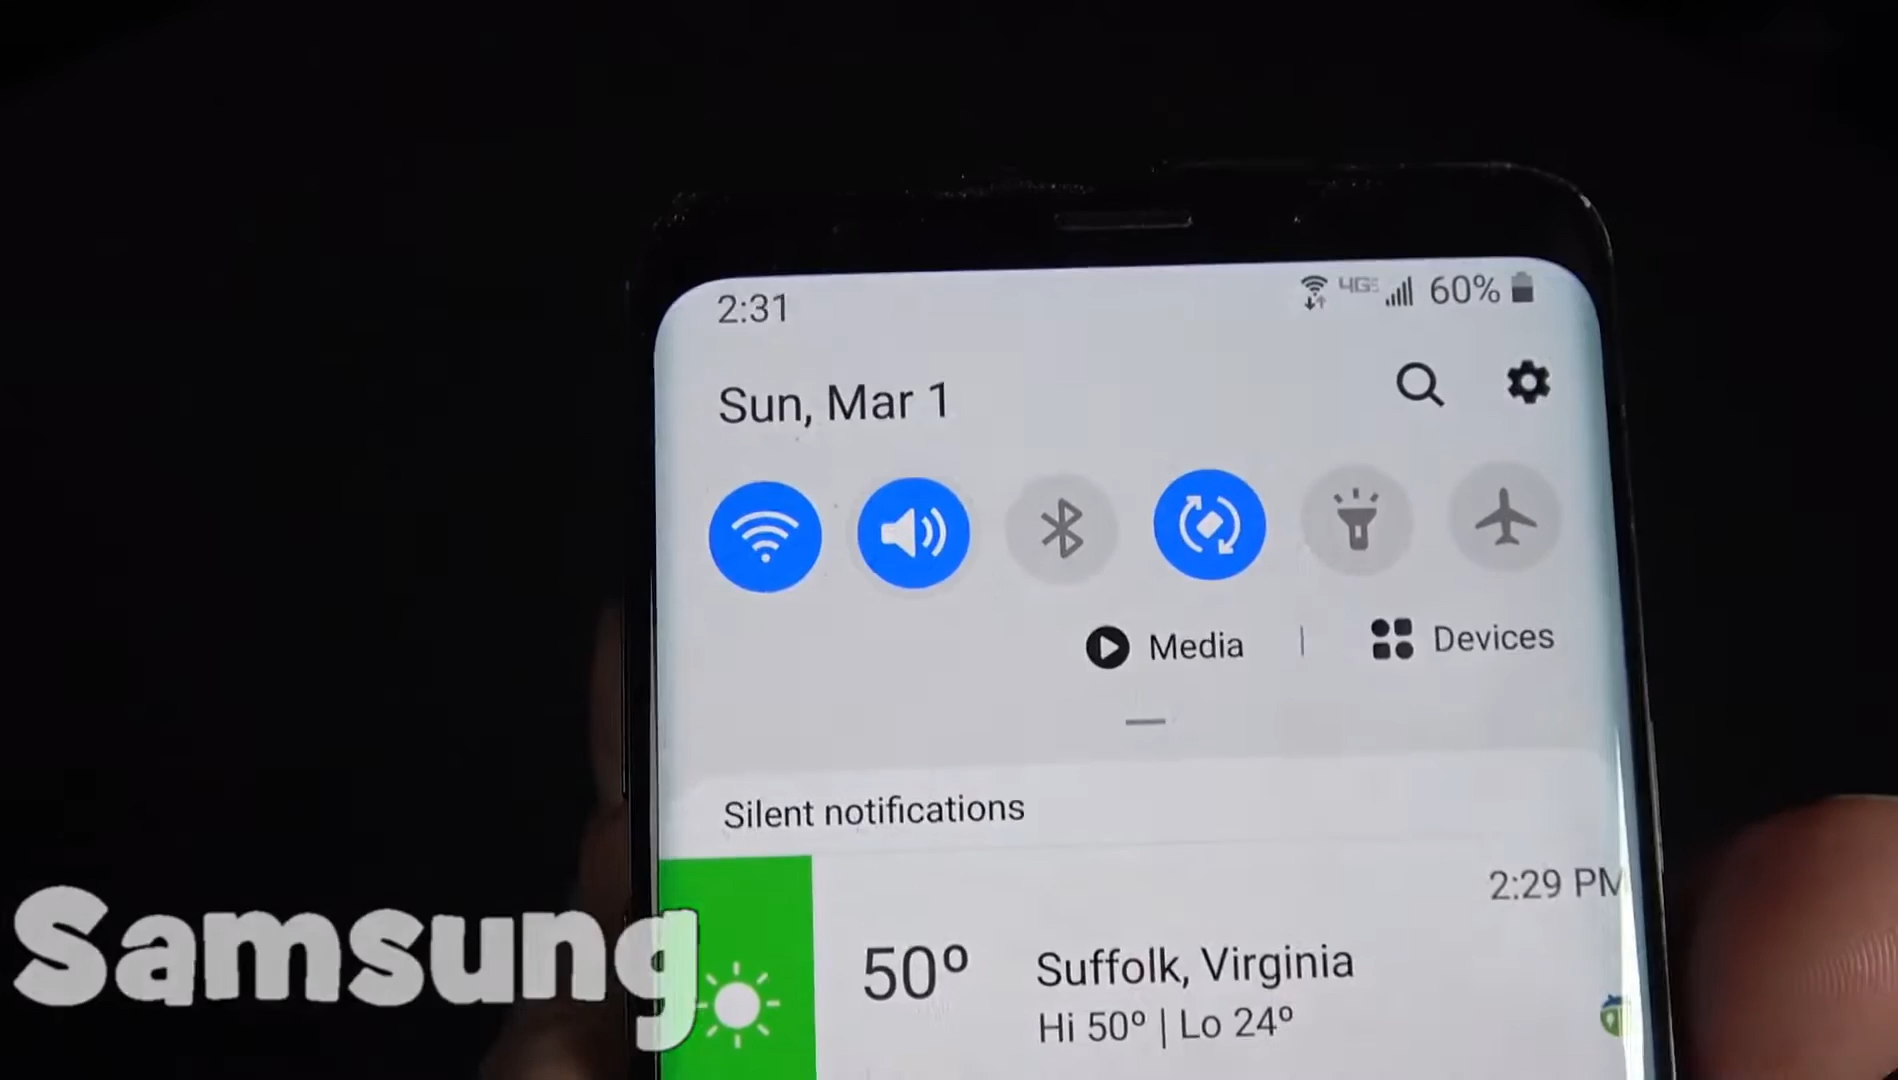 2:31 4GE 60%
Sun, Mar 1
Media | Devices
Silent notifications
2:29 PM
50° Suffolk, Virginia
Hi 50° | Lo 24°
Samsung